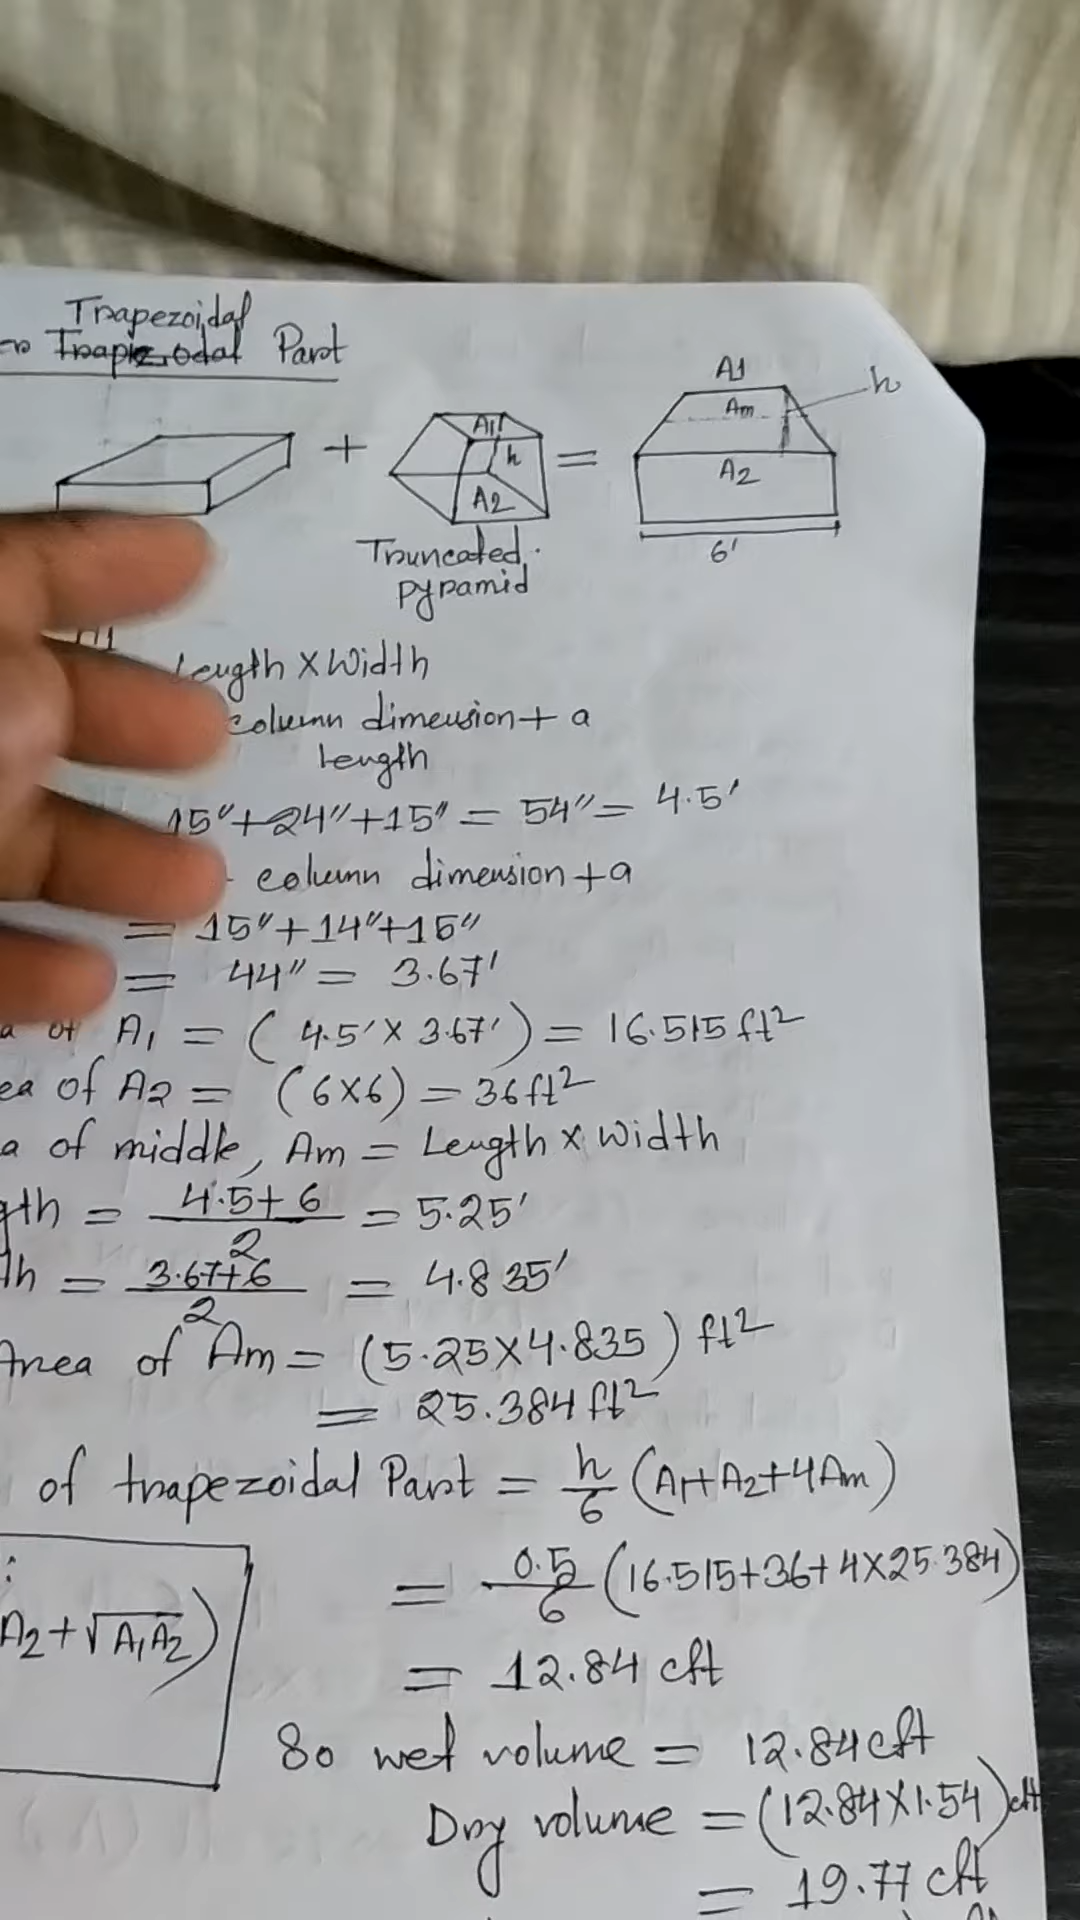 Trapezoidal
Trapizodal Part
A1
h
Am
A1
+
h
=
A2
A2
Truncated
pyramid
6'
Length X Width
column dimension + a
length
15" + 24" + 15" = 54" = 4.5'
column dimension + a
= 15" + 14" + 15"
= 44" = 3.67'
of A1 = ( 4.5' X 3.67' ) = 16.515 ft2
ea of A2 = (6X6) = 36 ft2
a of middle, Am = Length X Width
gth = 4.5+6 / 2 = 5.25'
th = 3.67+6 / 2 = 4.835'
Area of Am = (5.25X4.835) ft2
= 25.384 ft2
of trapezoidal Part = h/6 (A1+A2+4Am)
= 0.5/6 (16.515+36+4X25.384)
A2 + √A1A2 )
= 12.84 cft
So wet volume = 12.84 cft
Dry volume = (12.84X1.54) cft
= 19.77 cft